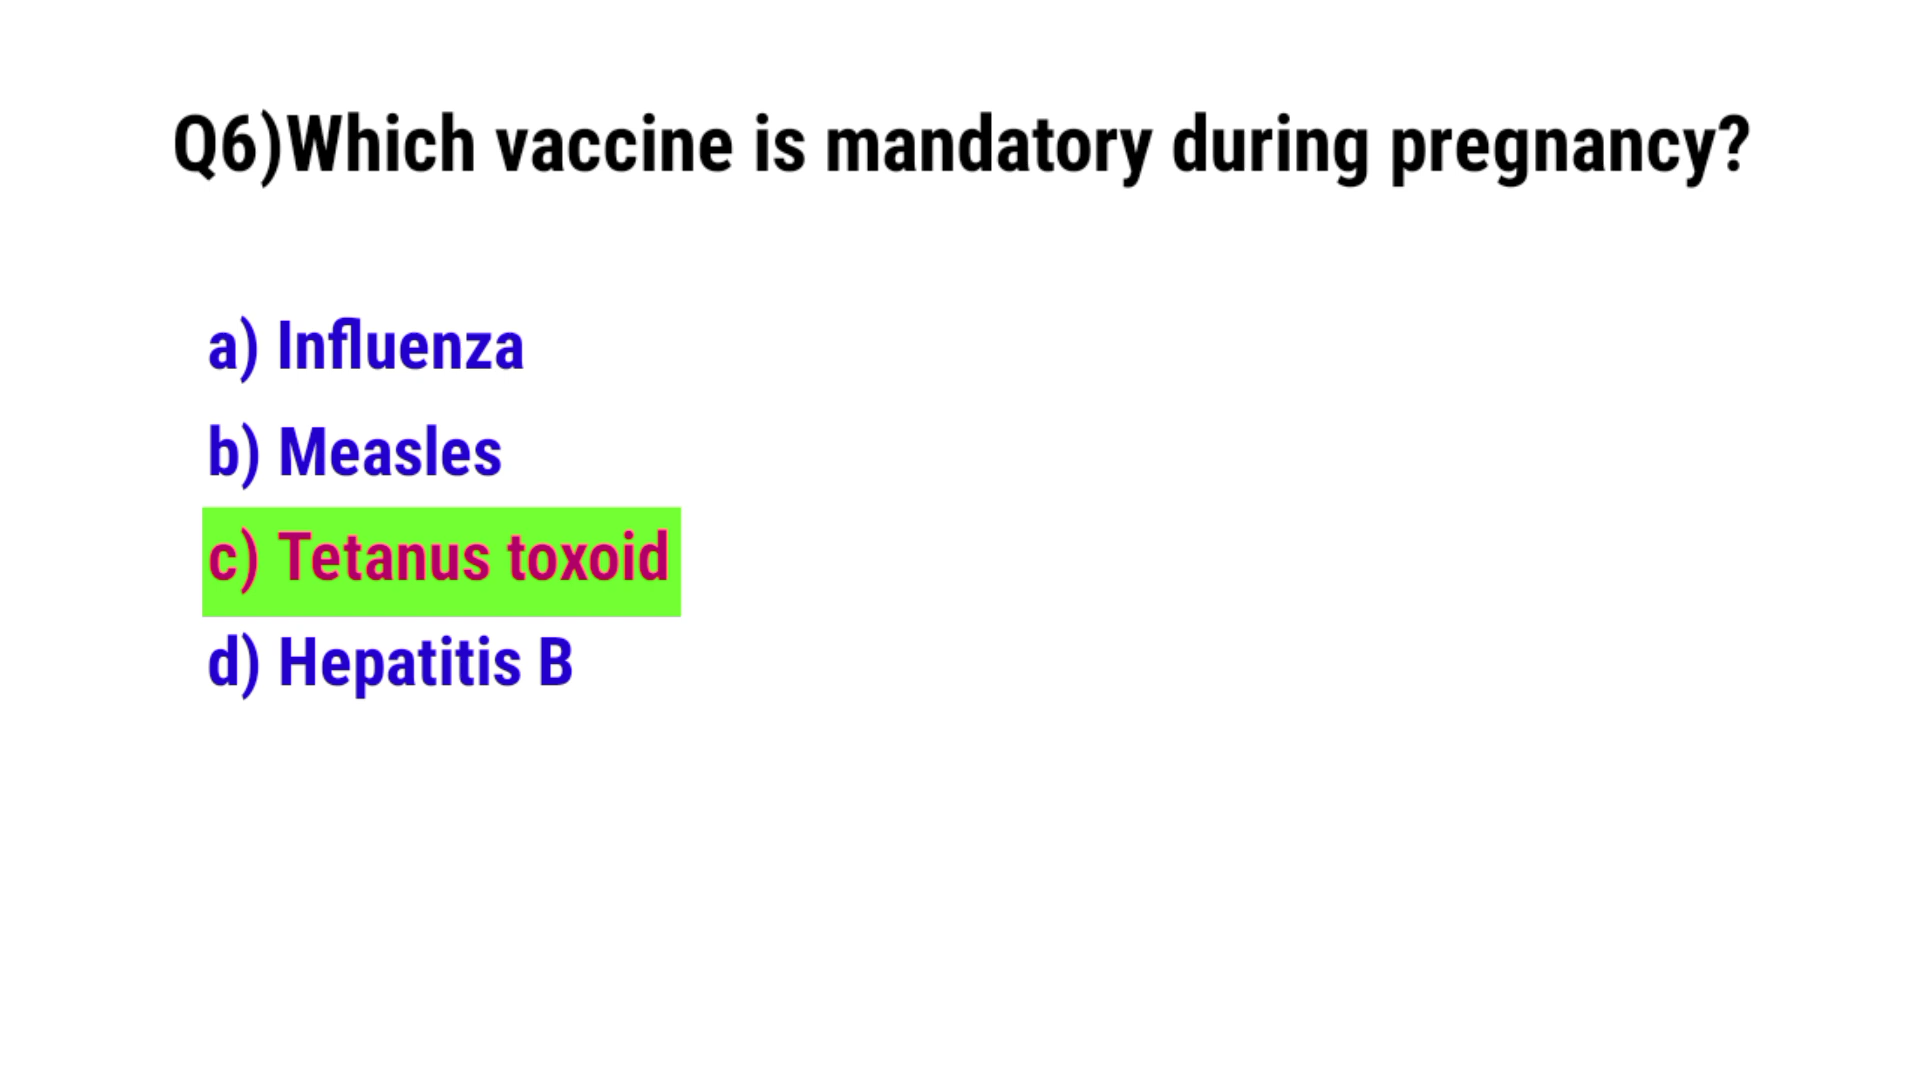 Q6)Which vaccine is mandatory during pregnancy?
a) Influenza
b) Measles
c) Tetanus toxoid
d) Hepatitis B